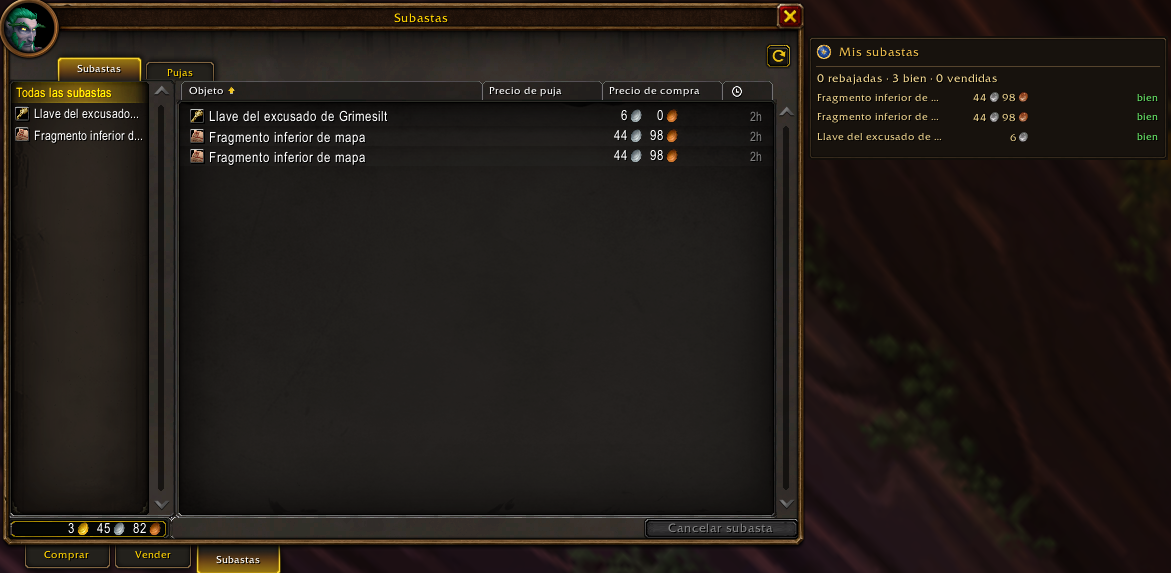 Subastas
Subastas
Pujas
Todas las subastas
Llave del excusado...
Fragmento inferior d...
Objeto
Precio de puja
Precio de compra
Llave del excusado de Grimesilt 6 0 2h
Fragmento inferior de mapa 44 98 2h
Fragmento inferior de mapa 44 98 2h
3 45 82
Cancelar subasta
Comprar
Vender
Subastas
Mis subastas
0 rebajadas · 3 bien · 0 vendidas
Fragmento inferior de ... 44 98 bien
Fragmento inferior de ... 44 98 bien
Llave del excusado de ... 6 bien